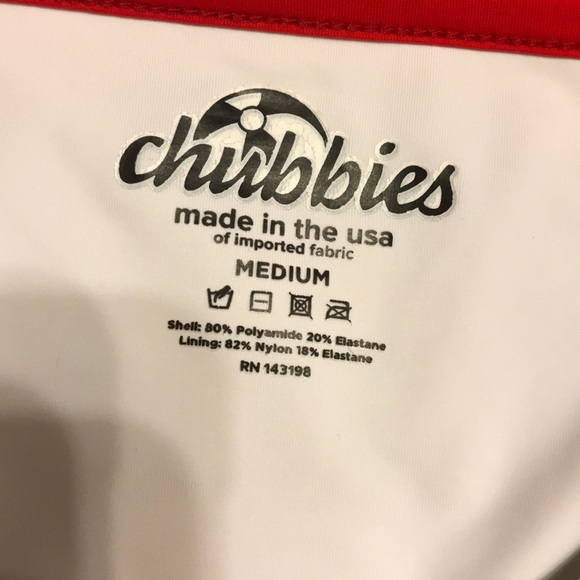 chubbies
made in the usa
of imported fabric
MEDIUM
Shell: 80% Polyamide 20% Elastane
Lining: 82% Nylon 18% Elastane
RN 143198